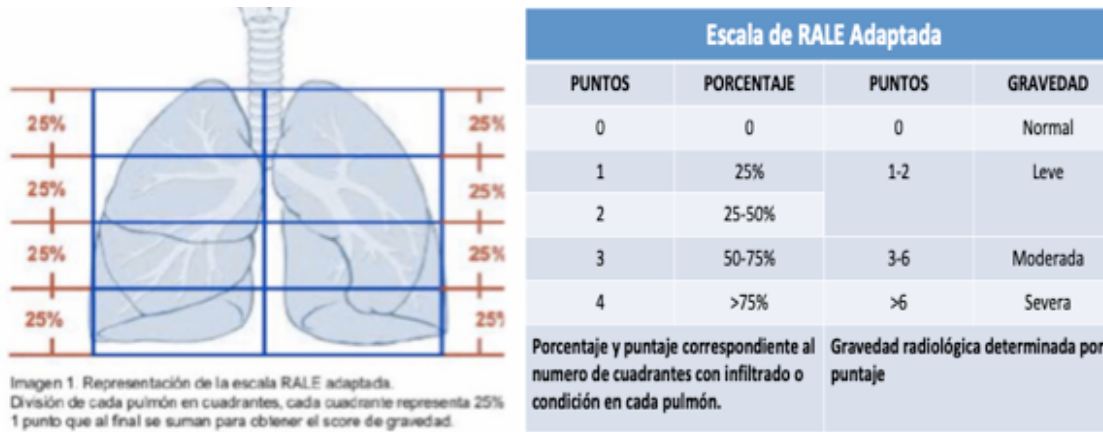 25%
25%
25%
25%
25%
25%
25%
25%
Imagen 1. Representación de la escala RALE adaptada.
División de cada pulmón en cuadrantes, cada cuadrante representa 25%
1 punto que al final se suman para obtener el score de gravedad.
Escala de RALE Adaptada
PUNTOS PORCENTAJE PUNTOS GRAVEDAD
0 0 0 Normal
1 25% 1-2 Leve
2 25-50%
3 50-75% 3-6 Moderada
4 >75% >6 Severa
Porcentaje y puntaje correspondiente al
numero de cuadrantes con infiltrado o
condición en cada pulmón.
Gravedad radiológica determinada por
puntaje